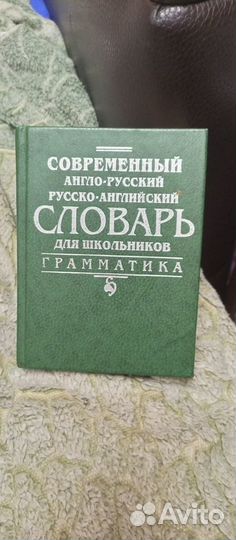 СОВРЕМЕННЫЙ
АНГЛО-РУССКИЙ
РУССКО-АНГЛИЙСКИЙ
СЛОВАРЬ
ДЛЯ ШКОЛЬНИКОВ
ГРАММАТИКА
Avito